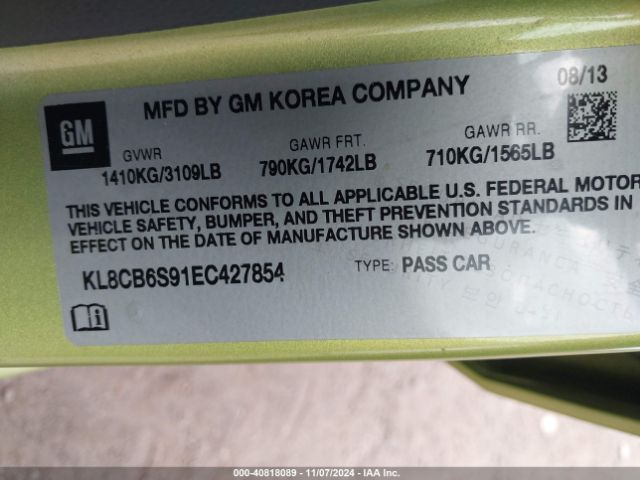 08/13
MFD BY GM KOREA COMPANY
GM
GVWR GAWR FRT. GAWR RR.
1410KG/3109LB 790KG/1742LB 710KG/1565LB
THIS VEHICLE CONFORMS TO ALL APPLICABLE U.S. FEDERAL MOTOR
VEHICLE SAFETY, BUMPER, AND THEFT PREVENTION STANDARDS IN
EFFECT ON THE DATE OF MANUFACTURE SHOWN ABOVE.
KL8CB6S91EC427854 TYPE: PASS CAR
000-40818089 | 11/07/2024 | IAA Inc.